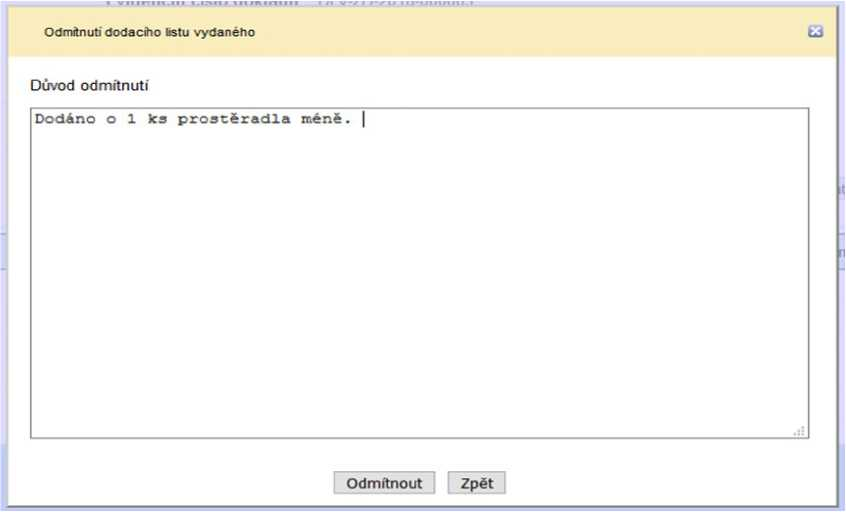 Odmítnutí dodacího listu vydaného
Důvod odmítnutí
Dodáno o 1 ks prostěradla méně.
Odmítnout
Zpět